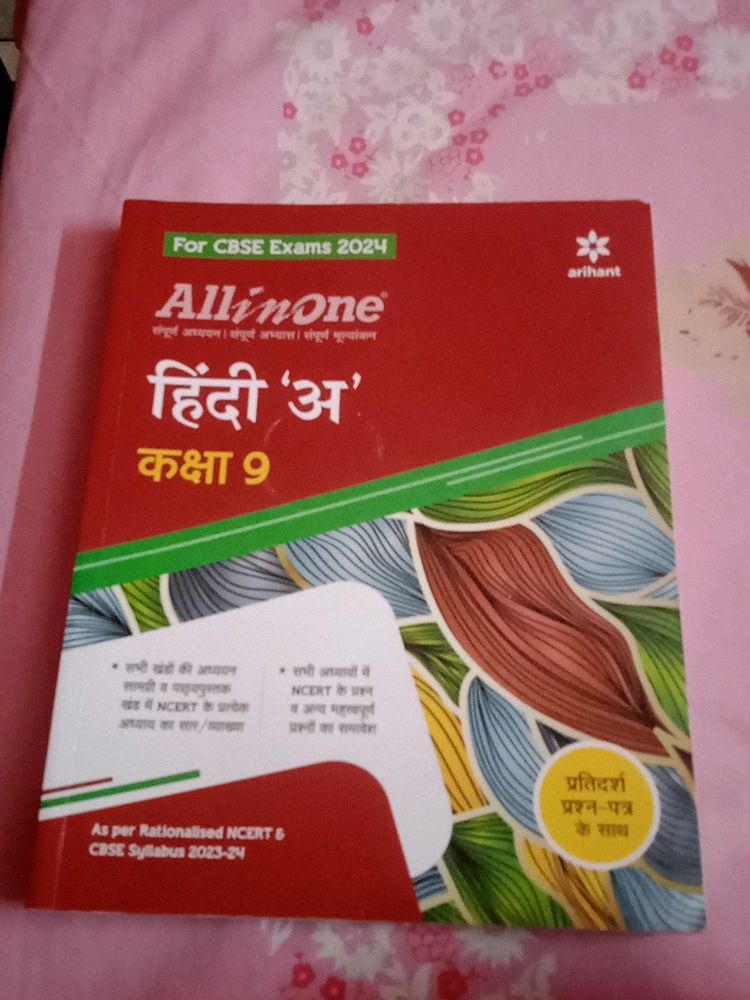 For CBSE Exams 2024
arihant
All in One®
संपूर्ण अध्ययन। संपूर्ण अभ्यास। संपूर्ण मूल्यांकन
हिंदी ‘अ’
कक्षा 9
• सभी खंडों की अध्ययन
सामग्री व पाठ्यपुस्तक
खंड में NCERT के प्रत्येक
अध्याय का सार/व्याख्या
• सभी अध्यायों में
NCERT के प्रश्न
व अन्य महत्त्वपूर्ण
प्रश्नों का समावेश
प्रतिदर्श
प्रश्न-पत्र
के साथ
As per Rationalised NCERT &
CBSE Syllabus 2023-24